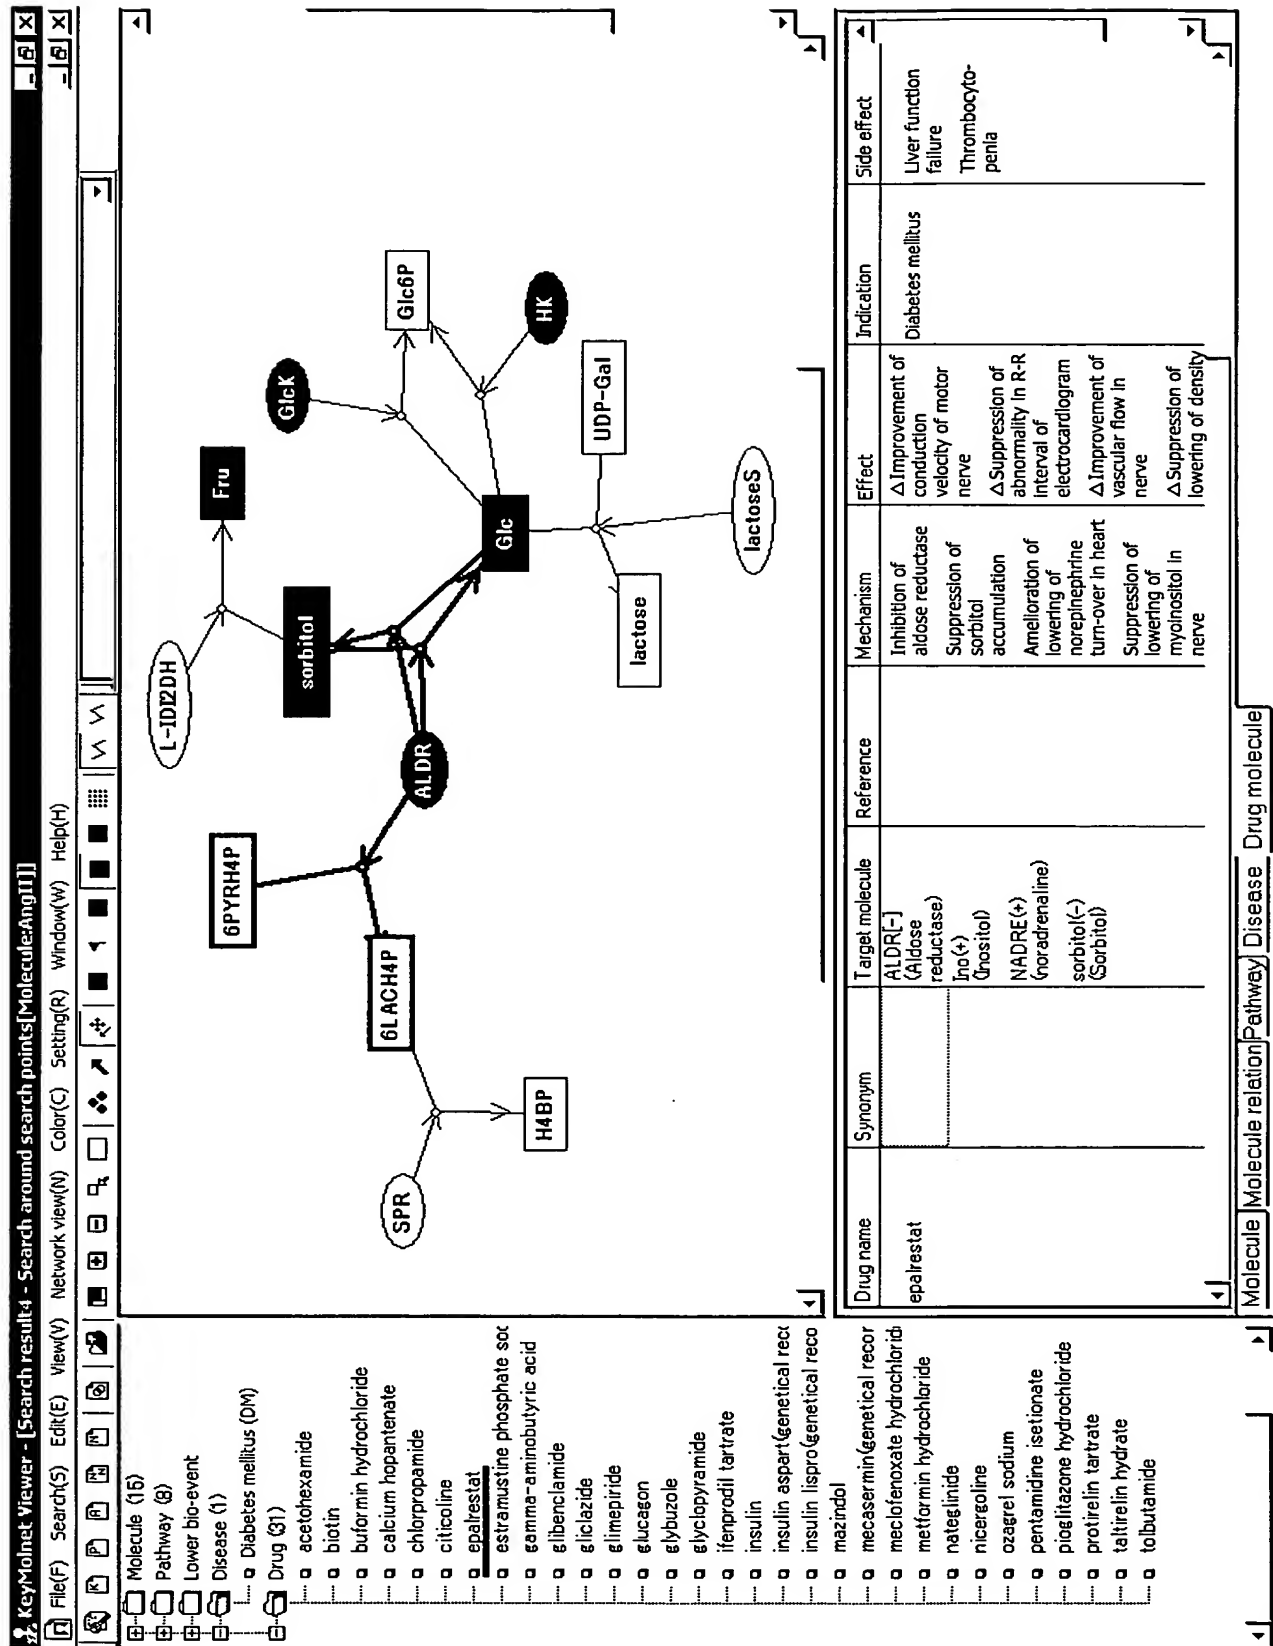 KeyMolnet Viewer - [Search result4 - Search around search points[Molecule:Ang[I]]
File(F) Search(S) Edit(E) View(V) Network view(N) Color(C) Setting(R) Window(W) Help(H)
Molecule (15)
Pathway (8)
Lower bio-event
Disease (1)
Diabetes mellitus (DM)
Drug (31)
acetohexamide
biotin
buformin hydrochloride
calcium hopantenate
chlorpropamide
citicoline
epalrestat
estramustine phosphate soc
gamma-aminobutyric acid
glibenclamide
gliclazide
glimepiride
glucagon
glybuzole
glyclopyramide
ifenprodil tartrate
insulin
insulin aspart(genetical reco
insulin lispro(genetical reco
mazindol
mecasermin(genetical recor
meclofenoxate hydrochlorid
metformin hydrochloride
nateglinide
nicergoline
ozagrel sodium
pentamidine isetionate
pioglitazone hydrochloride
protirelin tartrate
taltirelin hydrate
tolbutamide
L-IDI2DH
Fru
GlcK
Glc6P
HK
sorbitol
Glc
UDP-Gal
lactose
lactoseS
ALDR
6PYRH4P
6LACH4P
SPR
H4BP
Drug name
Synonym
Target molecule
Reference
Mechanism
Effect
Indication
Side effect
epalrestat
ALDR[-]
(Aldose
reductase)
Ino(+)
(Inositol)
NADRE(+)
(noradrenaline)
sorbitol(-)
(Sorbitol)
Inhibition of
aldose reductase
Suppression of
sorbitol
accumulation
Amelioration of
lowering of
norepinephrine
turn-over in heart
Suppression of
lowering of
myoinositol in
nerve
△Improvement of
conduction
velocity of motor
nerve
△Suppression of
abnormality in R-R
interval of
electrocardiogram
△Improvement of
vascular flow in
nerve
△Suppression of
lowering of density
Diabetes mellitus
Liver function
failure
Thrombocyto-
penia
Molecule Molecule relation Pathway Disease Drug molecule